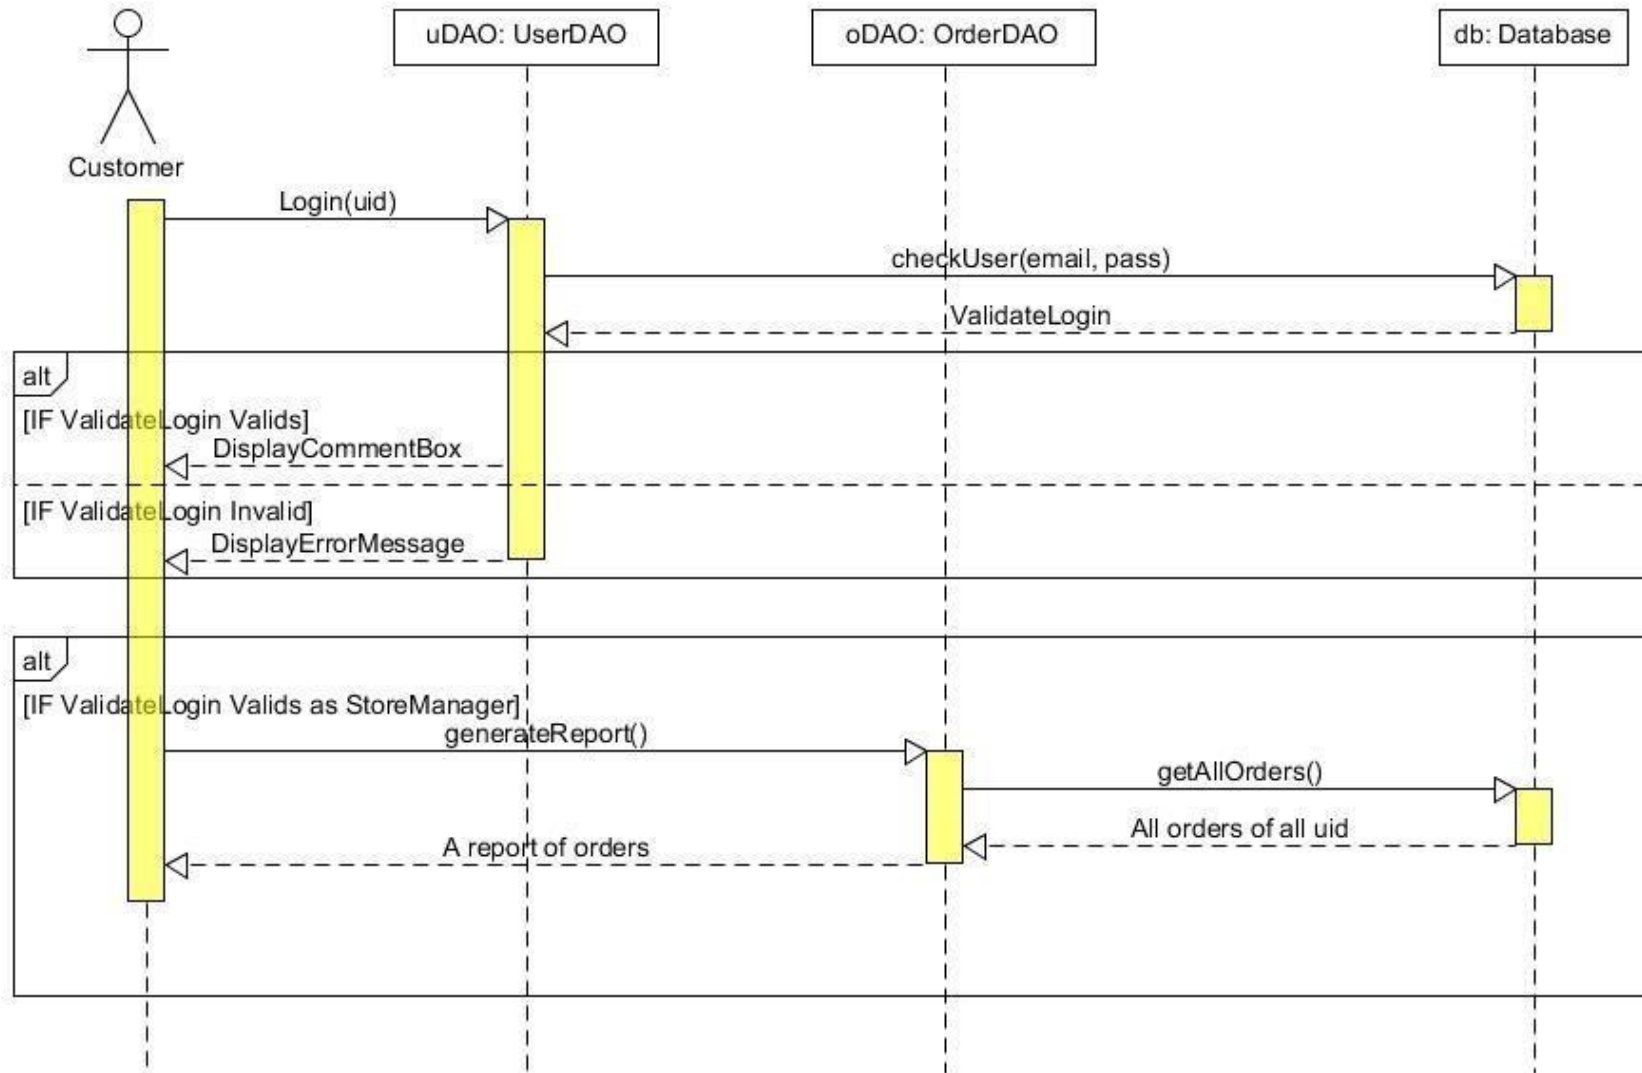 uDAO: UserDAO
oDAO: OrderDAO
db: Database
Customer
Login(uid)
checkUser(email, pass)
ValidateLogin
alt
[IF ValidateLogin Valids]
DisplayCommentBox
[IF ValidateLogin Invalid]
DisplayErrorMessage
alt
[IF ValidateLogin Valids as StoreManager]
generateReport()
getAllOrders()
All orders of all uid
A report of orders